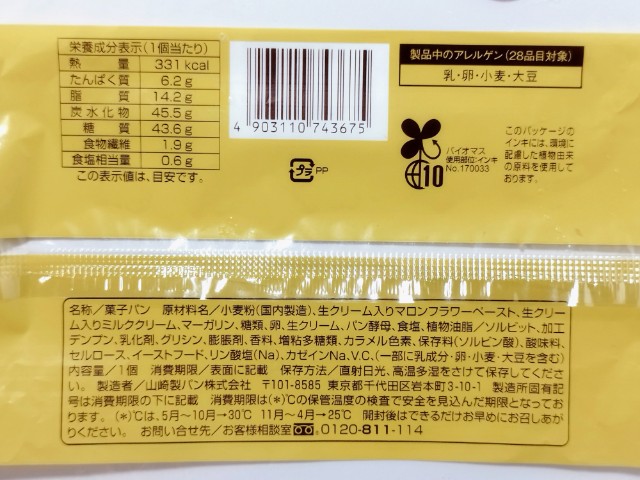 栄養成分表示(1個当たり)
熱量 331kcal
たんぱく質 6.2g
脂質 14.2g
炭水化物 45.5g
糖質 43.6g
食物繊維 1.9g
食塩相当量 0.6g
この表示値は、目安です。
4 903110 743675
プラ PP
製品中のアレルゲン(28品目対象)
乳・卵・小麦・大豆
10
バイオマス
使用部位:インキ
No.170033
このパッケージの
インキには、環境に
配慮した植物由来
の原料を使用して
おります。
名称/菓子パン 原材料名/小麦粉(国内製造)、生クリーム入りマロンフラワーペースト、生クリ
ーム入りミルククリーム、マーガリン、糖類、卵、生クリーム、パン酵母、食塩、植物油脂/ソルビット、加工
デンプン、乳化剤、グリシン、膨脹剤、香料、増粘多糖類、カラメル色素、保存料(ソルビン酸)、酸味料、
セルロース、イーストフード、リン酸塩(Na)、カゼインNa、V.C、(一部に乳成分・卵・小麦・大豆を含む)
内容量/1個 消費期限/表面に記載 保存方法/直射日光、高温多湿をさけて保存してくださ
い。 製造者/山崎製パン株式会社 〒101-8585 東京都千代田区岩本町3-10-1 製造所固有記
号は消費期限の下に記載 消費期限は(*)℃の保管温度の検査で安全を見込んだ期限となってお
ります。(*)℃は、5月〜10月→30℃ 11月〜4月→25℃ 開封後はできるだけお早めにお召しあが
りください。 お問い合せ先/お客様相談室 0120-811-114